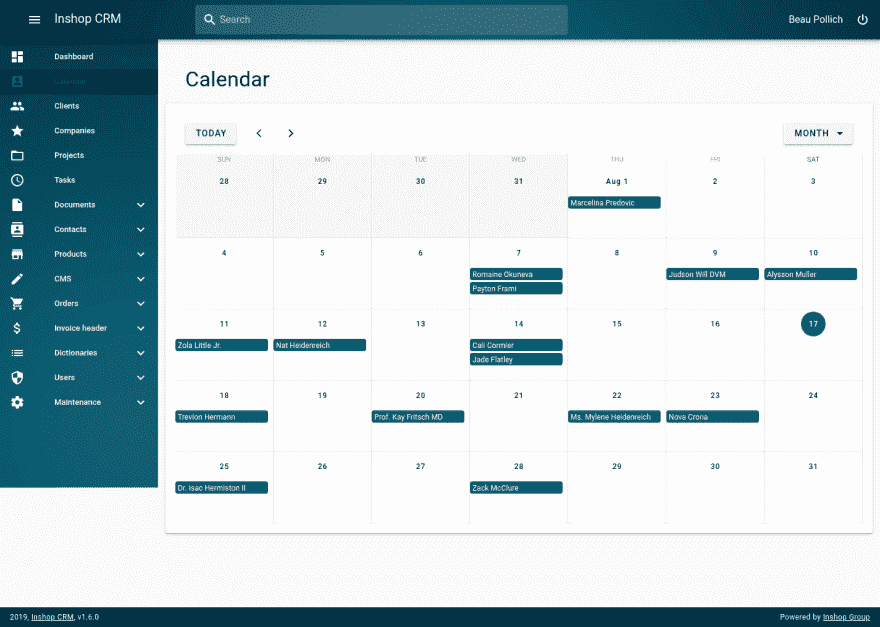 Inshop CRM
Search
Beau Pollich
Dashboard
Calendar
Clients
Companies
Projects
Tasks
Documents
Contacts
Products
CMS
Orders
Invoice header
Dictionaries
Users
Maintenance
Calendar
TODAY
MONTH
SUN MON TUE WED THU FRI SAT
28 29 30 31 Aug 1 2 3
Marcelina Predovic
4 5 6 7 8 9 10
Romaine Okuneva Judson Will DVM Alysson Muller
Payton Frami
11 12 13 14 15 16 17
Zola Little Jr. Nat Heidenreich Cali Cormier
Jade Flatley
18 19 20 21 22 23 24
Trevion Hermann Prof. Kay Fritsch MD Ms. Mylene Heidenreich Nova Crona
25 26 27 28 29 30 31
Dr. Isac Hermiston II Zack McClure
2019, Inshop CRM, v1.6.0
Powered by Inshop Group